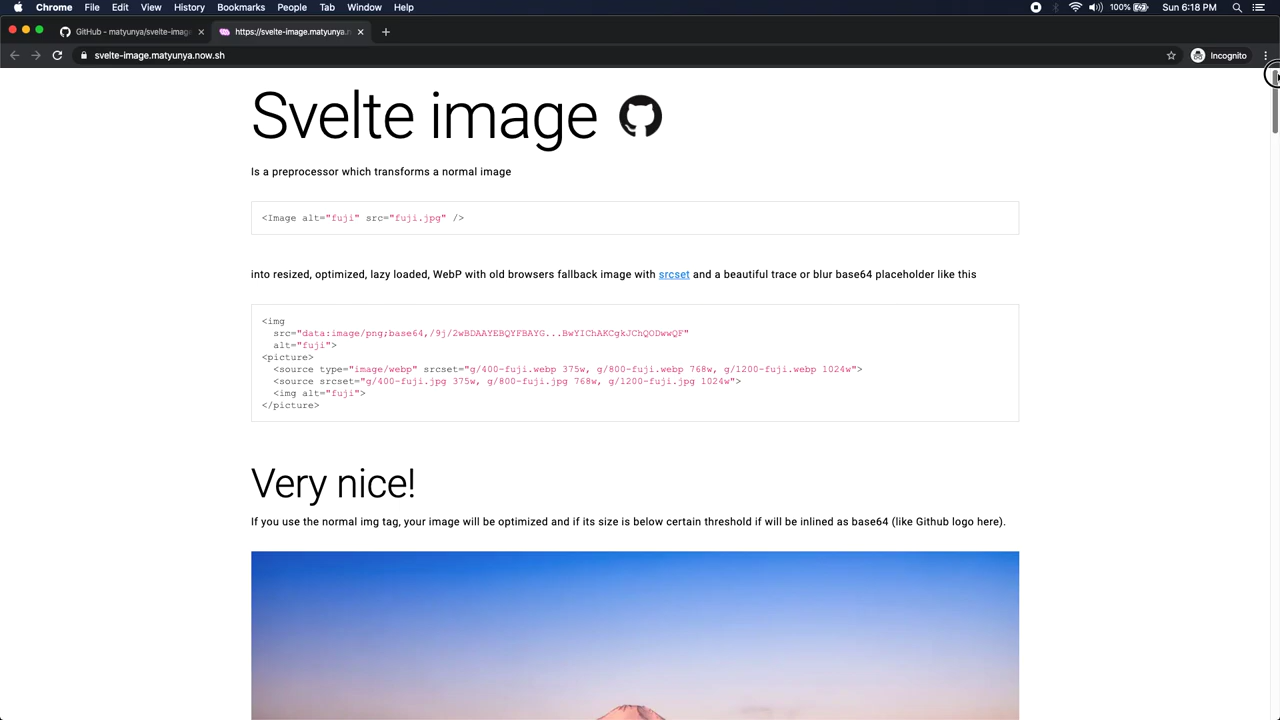 Chrome File Edit View History Bookmarks People Tab Window Help 100% Sun 6:18 PM
GitHub - matyunya/svelte-imag https://svelte-image.matyunya.n
svelte-image.matyunya.now.sh Incognito
Svelte image
Is a preprocessor which transforms a normal image
<Image alt="fuji" src="fuji.jpg" />
into resized, optimized, lazy loaded, WebP with old browsers fallback image with srcset and a beautiful trace or blur base64 placeholder like this
<img
src="data:image/png;base64,/9j/2wBDAAYEBQYFBAYG...BwYIChAKCgkJChQODwwQF"
alt="fuji">
<picture>
<source type="image/webp" srcset="g/400-fuji.webp 375w, g/800-fuji.webp 768w, g/1200-fuji.webp 1024w">
<source srcset="g/400-fuji.jpg 375w, g/800-fuji.jpg 768w, g/1200-fuji.jpg 1024w">
<img alt="fuji">
</picture>
Very nice!
If you use the normal img tag, your image will be optimized and if its size is below certain threshold if will be inlined as base64 (like Github logo here).